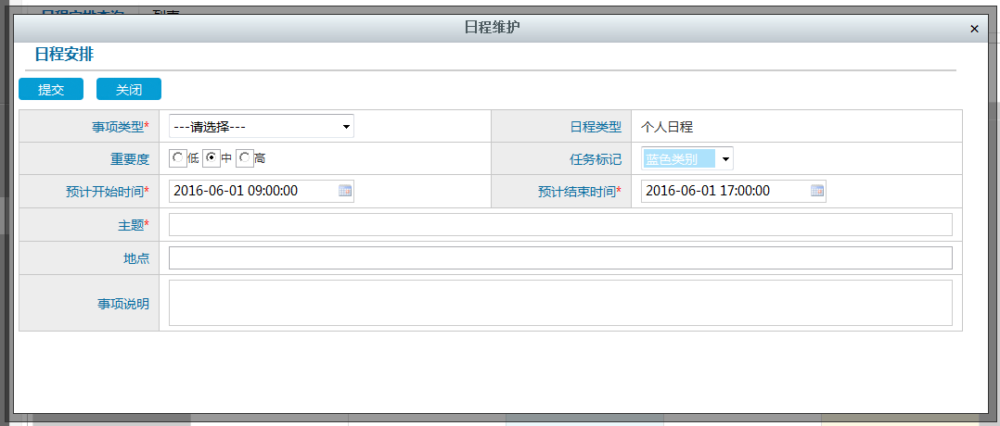 日程维护
×
日程安排
提交 关闭
事项类型* ---请选择--- 日程类型 个人日程
重要度 低 中 高 任务标记 蓝色类别
预计开始时间* 2016-06-01 09:00:00 预计结束时间* 2016-06-01 17:00:00
主题*
地点
事项说明